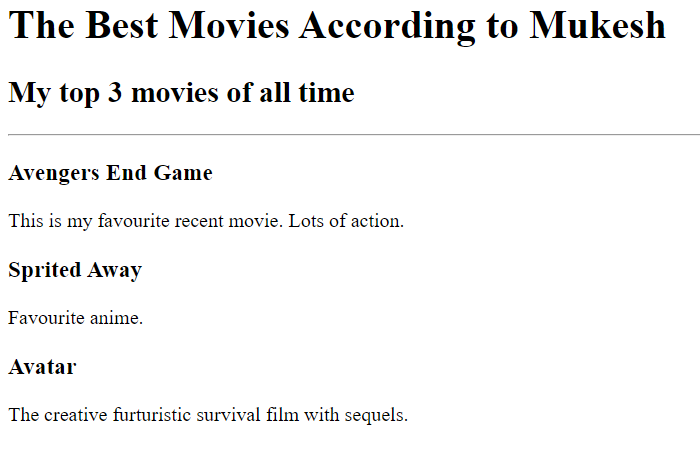 The Best Movies According to Mukesh
My top 3 movies of all time
Avengers End Game
This is my favourite recent movie. Lots of action.
Sprited Away
Favourite anime.
Avatar
The creative furturistic survival film with sequels.